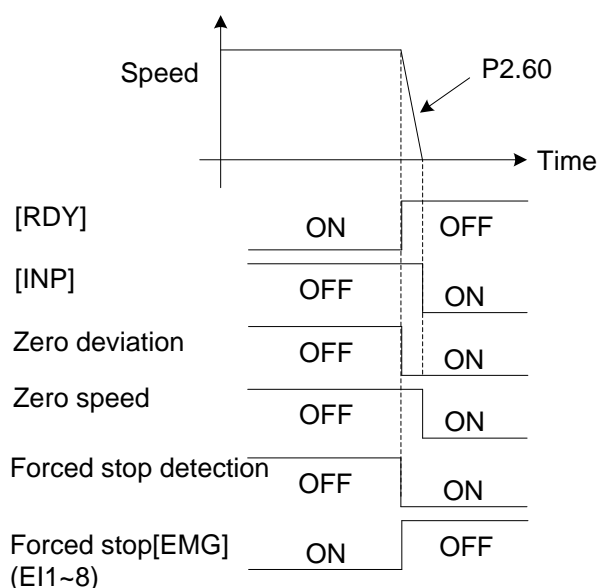 Speed
P2.60
Time
[RDY]
ON
OFF
[INP]
OFF
ON
Zero deviation
OFF
ON
Zero speed
OFF
ON
Forced stop detection
OFF
ON
Forced stop[EMG]
(EI1~8)
ON
OFF